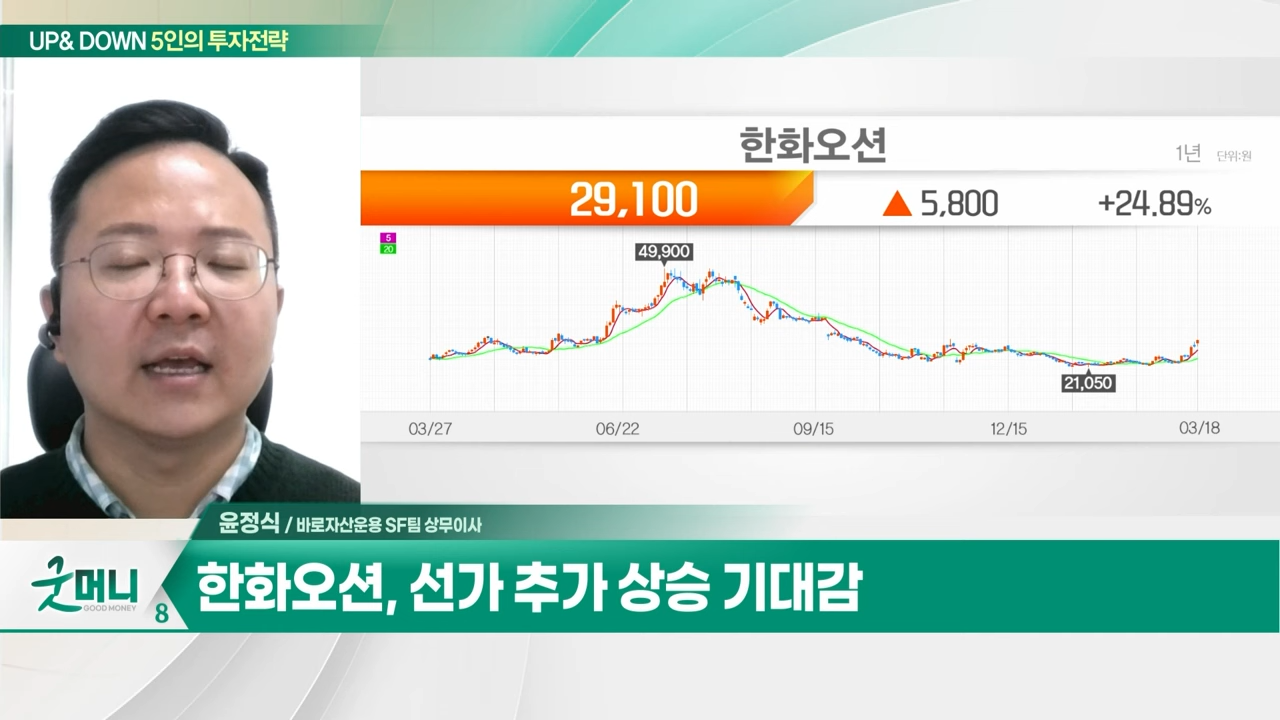 UP& DOWN 5인의 투자전략
한화오션
1년 단위:원
29,100 ▲ 5,800 +24.89%
5
20
49,900
21,050
03/27 06/22 09/15 12/15 03/18
윤정식 / 바로자산운용 SF팀 상무이사
굿머니
GOOD MONEY
8
한화오션, 선가 추가 상승 기대감